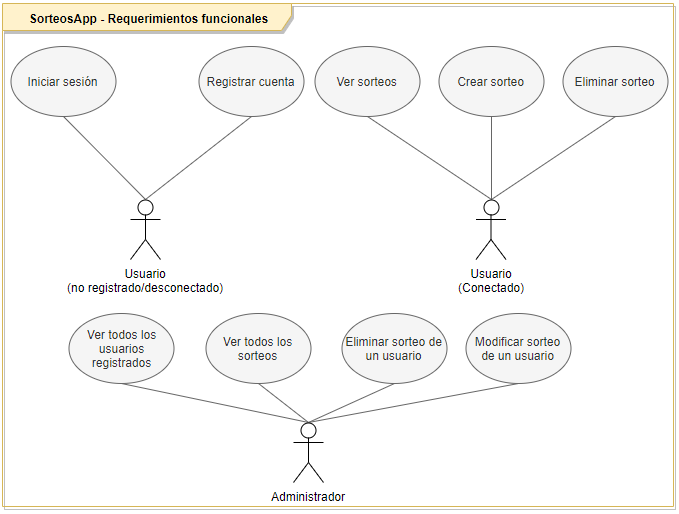 SorteosApp - Requerimientos funcionales
Iniciar sesión
Registrar cuenta
Ver sorteos
Crear sorteo
Eliminar sorteo
Usuario
(no registrado/desconectado)
Usuario
(Conectado)
Ver todos los
usuarios
registrados
Ver todos los
sorteos
Eliminar sorteo de
un usuario
Modificar sorteo
de un usuario
Administrador